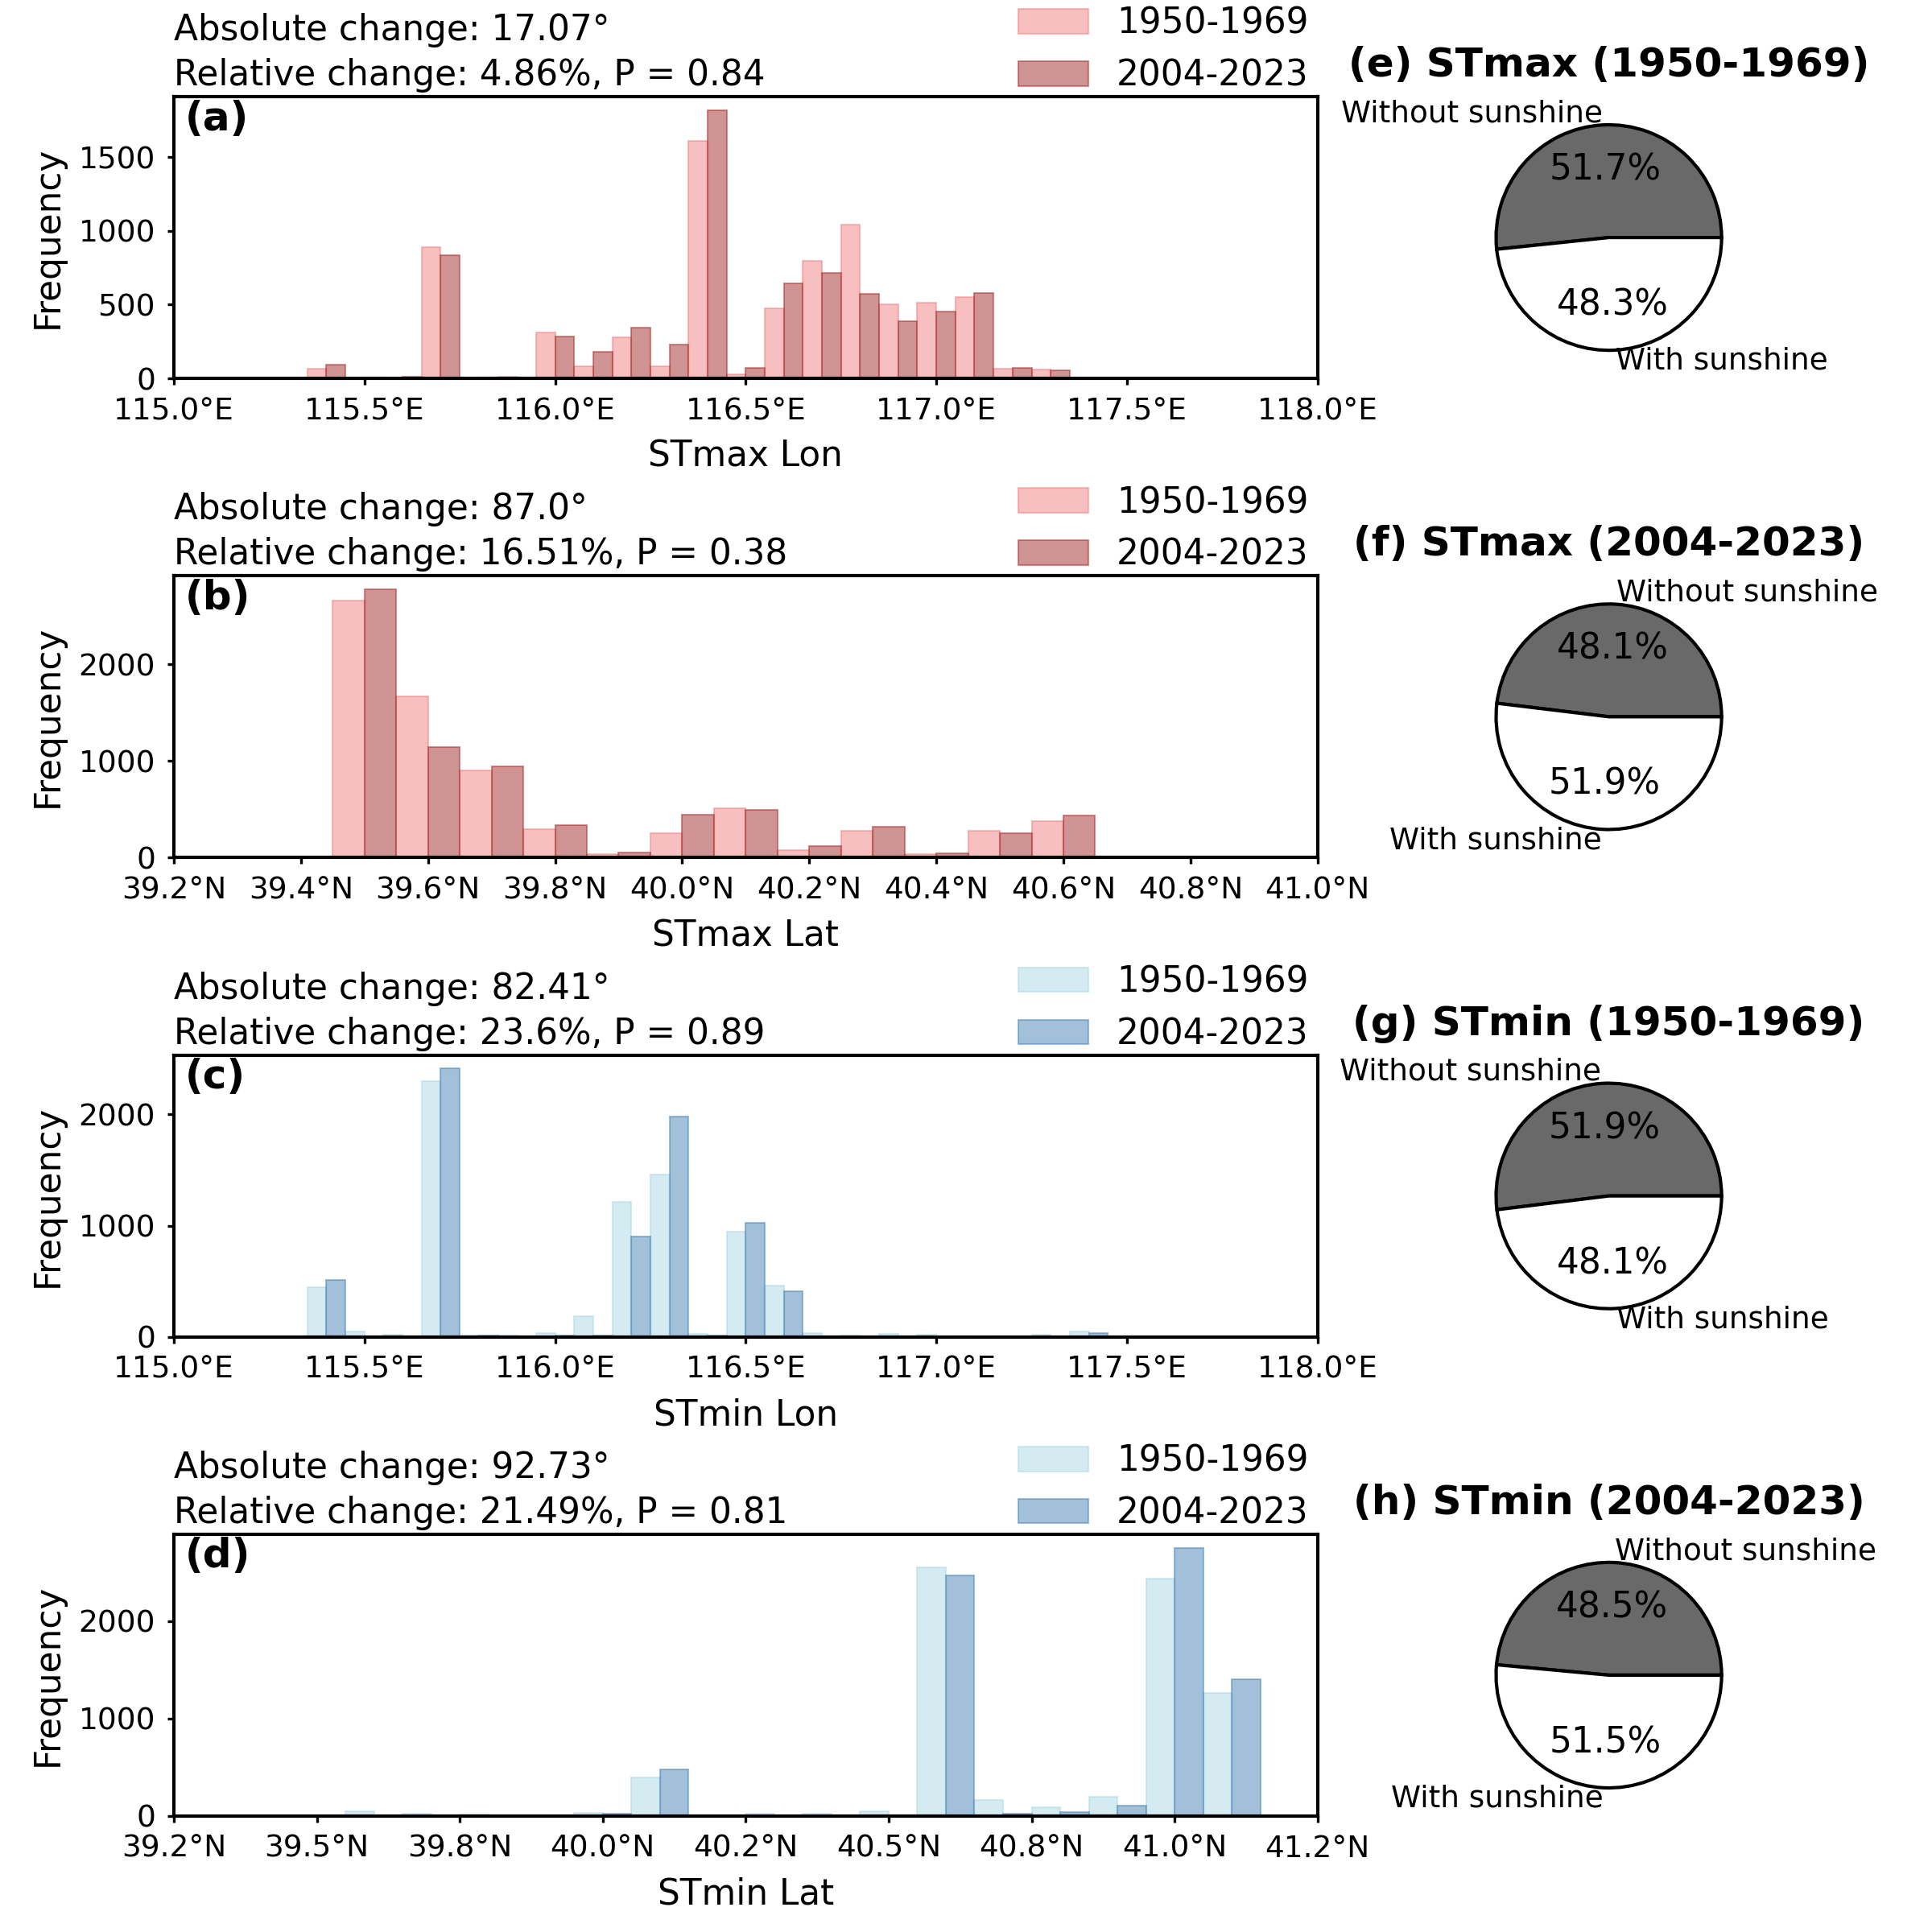 Absolute change: 17.07°
Relative change: 4.86%, P = 0.84
1950-1969
2004-2023
(a)
Frequency
1500
1000
500
0
115.0°E 115.5°E 116.0°E 116.5°E 117.0°E 117.5°E 118.0°E
STmax Lon
(e) STmax (1950-1969)
Without sunshine
51.7%
48.3%
With sunshine
Absolute change: 87.0°
Relative change: 16.51%, P = 0.38
1950-1969
2004-2023
(b)
Frequency
2000
1000
0
39.2°N 39.4°N 39.6°N 39.8°N 40.0°N 40.2°N 40.4°N 40.6°N 40.8°N 41.0°N
STmax Lat
(f) STmax (2004-2023)
Without sunshine
48.1%
51.9%
With sunshine
Absolute change: 82.41°
Relative change: 23.6%, P = 0.89
1950-1969
2004-2023
(c)
Frequency
2000
1000
0
115.0°E 115.5°E 116.0°E 116.5°E 117.0°E 117.5°E 118.0°E
STmin Lon
(g) STmin (1950-1969)
Without sunshine
51.9%
48.1%
With sunshine
Absolute change: 92.73°
Relative change: 21.49%, P = 0.81
1950-1969
2004-2023
(d)
Frequency
2000
1000
0
39.2°N 39.5°N 39.8°N 40.0°N 40.2°N 40.5°N 40.8°N 41.0°N 41.2°N
STmin Lat
(h) STmin (2004-2023)
Without sunshine
48.5%
51.5%
With sunshine